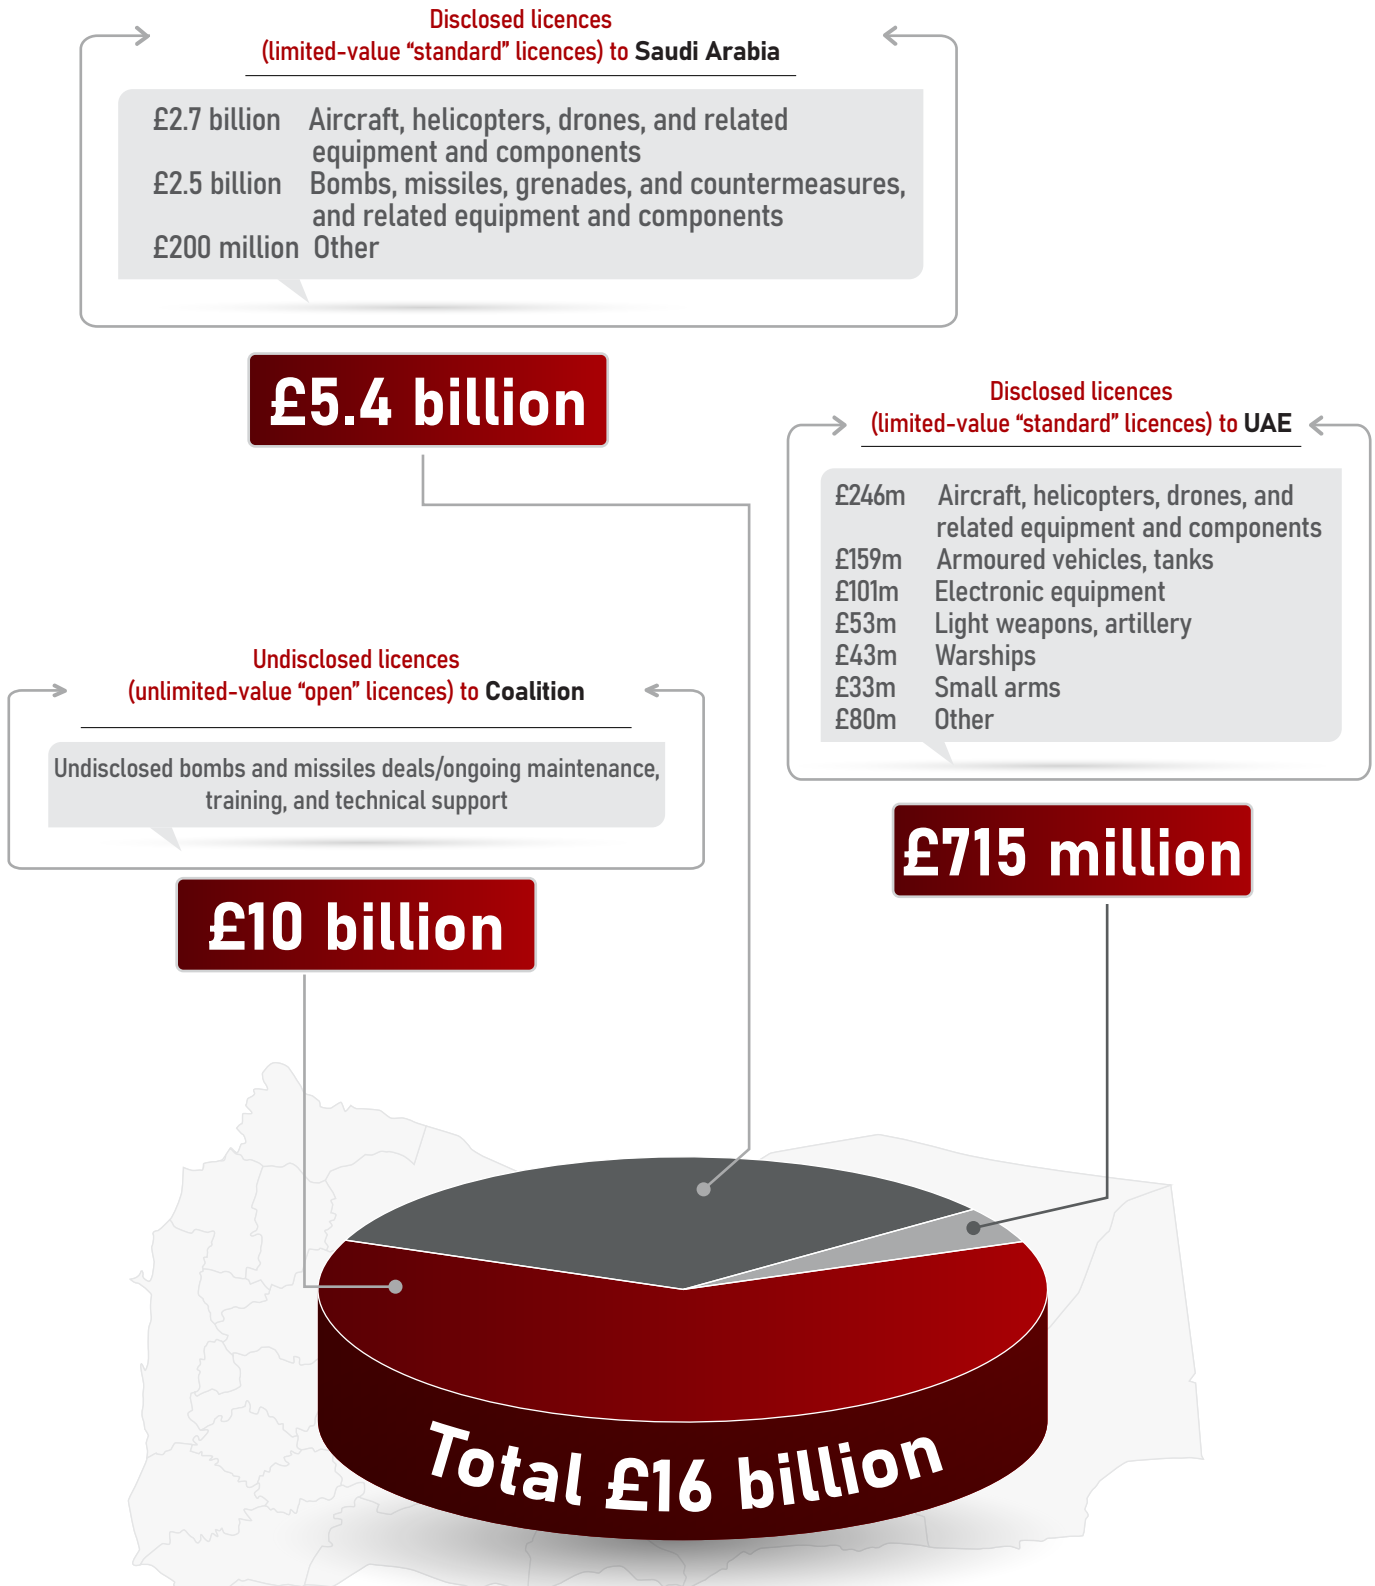 Disclosed licences
(limited-value “standard” licences) to Saudi Arabia
£2.7 billion Aircraft, helicopters, drones, and related
equipment and components
£2.5 billion Bombs, missiles, grenades, and countermeasures,
and related equipment and components
£200 million Other
£5.4 billion
Disclosed licences
(limited-value “standard” licences) to UAE
£246m Aircraft, helicopters, drones, and
related equipment and components
£159m Armoured vehicles, tanks
£101m Electronic equipment
£53m Light weapons, artillery
£43m Warships
£33m Small arms
£80m Other
£715 million
Undisclosed licences
(unlimited-value “open” licences) to Coalition
Undisclosed bombs and missiles deals/ongoing maintenance,
training, and technical support
£10 billion
Total £16 billion